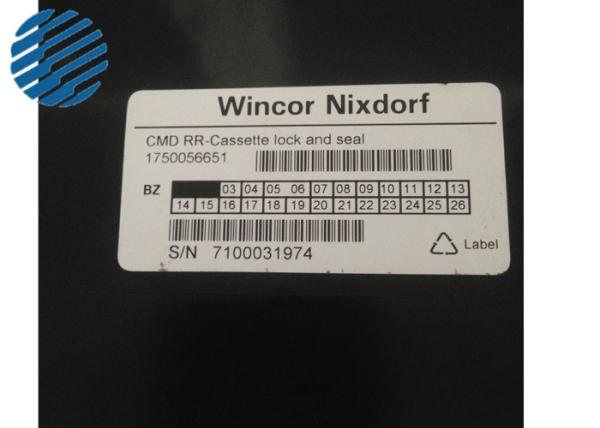 Wincor Nixdorf
CMD RR-Cassette lock and seal
1750056651
BZ 03 04 05 06 07 08 09 10 11 12 13
14 15 16 17 18 19 20 21 22 23 24 25 26
S/N 7100031974
Label